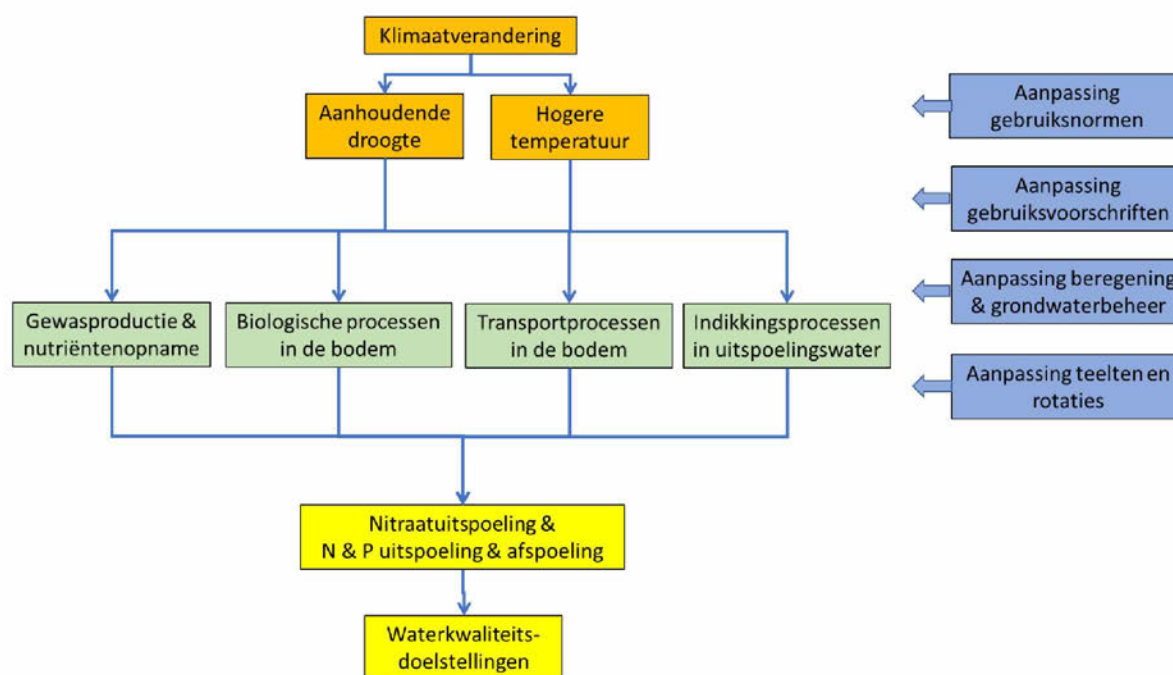 Klimaatverandering
Aanhoudende
droogte
Hogere
temperatuur
Gewasproductie &
nutriëntenopname
Biologische processen
in de bodem
Transportprocessen
in de bodem
Indikkingsprocessen
in uitspoelingswater
Nitraatuitspoeling &
N & P uitspoeling & afspoeling
Waterkwaliteits-
doelstellingen
Aanpassing
gebruiksnormen
Aanpassing
gebruiksvoorschriften
Aanpassing beregening
& grondwaterbeheer
Aanpassing teelten en
rotaties